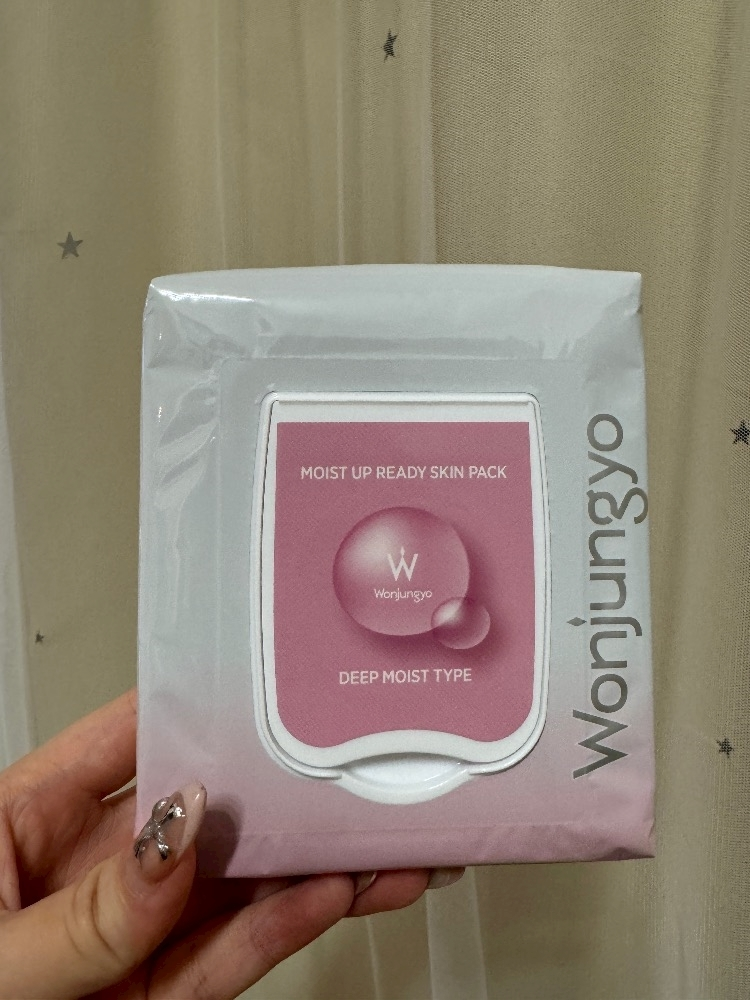 MOIST UP READY SKIN PACK
W
Wonjungyo
DEEP MOIST TYPE
Wonjungyo